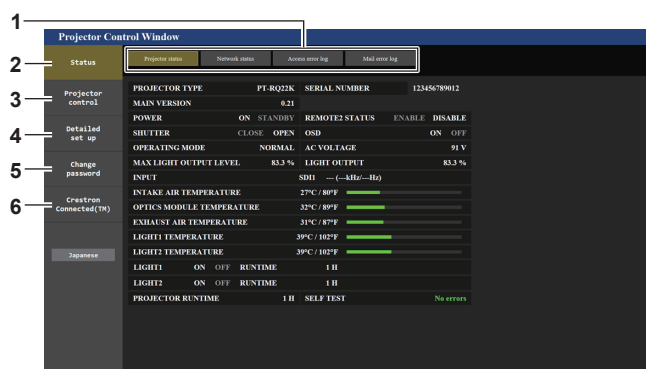 1
Projector Control Window
2
Status
Projector status Network status Access error log Mail error log
3
Projector
control
4
Detailed
set up
5
Change
password
6
Crestron
Connected(TM)
Japanese
PROJECTOR TYPE PT-RQ22K SERIAL NUMBER 123456789012
MAIN VERSION 0.21
POWER ON STANDBY REMOTE2 STATUS ENABLE DISABLE
SHUTTER CLOSE OPEN OSD ON OFF
OPERATING MODE NORMAL AC VOLTAGE 91 V
MAX LIGHT OUTPUT LEVEL 83.3 % LIGHT OUTPUT 83.3 %
INPUT SDI1 --- (---kHz/---Hz)
INTAKE AIR TEMPERATURE 27°C / 80°F
OPTICS MODULE TEMPERATURE 32°C / 89°F
EXHAUST AIR TEMPERATURE 31°C / 87°F
LIGHT1 TEMPERATURE 39°C / 102°F
LIGHT2 TEMPERATURE 39°C / 102°F
LIGHT1 ON OFF RUNTIME 1 H
LIGHT2 ON OFF RUNTIME 1 H
PROJECTOR RUNTIME 1 H SELF TEST No errors